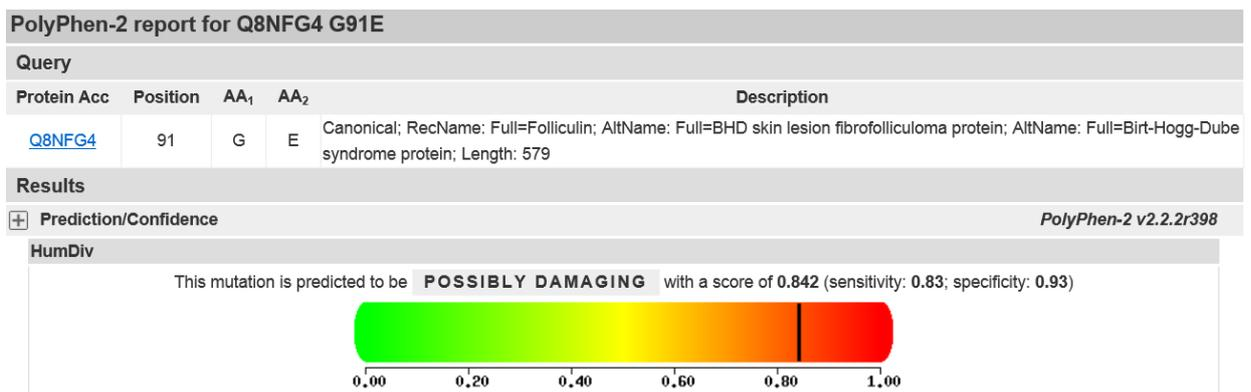 PolyPhen-2 report for Q8NFG4 G91E
Query
Protein Acc Position AA1 AA2 Description
Q8NFG4 91 G E Canonical; RecName: Full=Folliculin; AltName: Full=BHD skin lesion fibrofolliculoma protein; AltName: Full=Birt-Hogg-Dube
syndrome protein; Length: 579
Results
+ Prediction/Confidence PolyPhen-2 v2.2.2r398
HumDiv
This mutation is predicted to be POSSIBLY DAMAGING with a score of 0.842 (sensitivity: 0.83; specificity: 0.93)
0.00 0.20 0.40 0.60 0.80 1.00